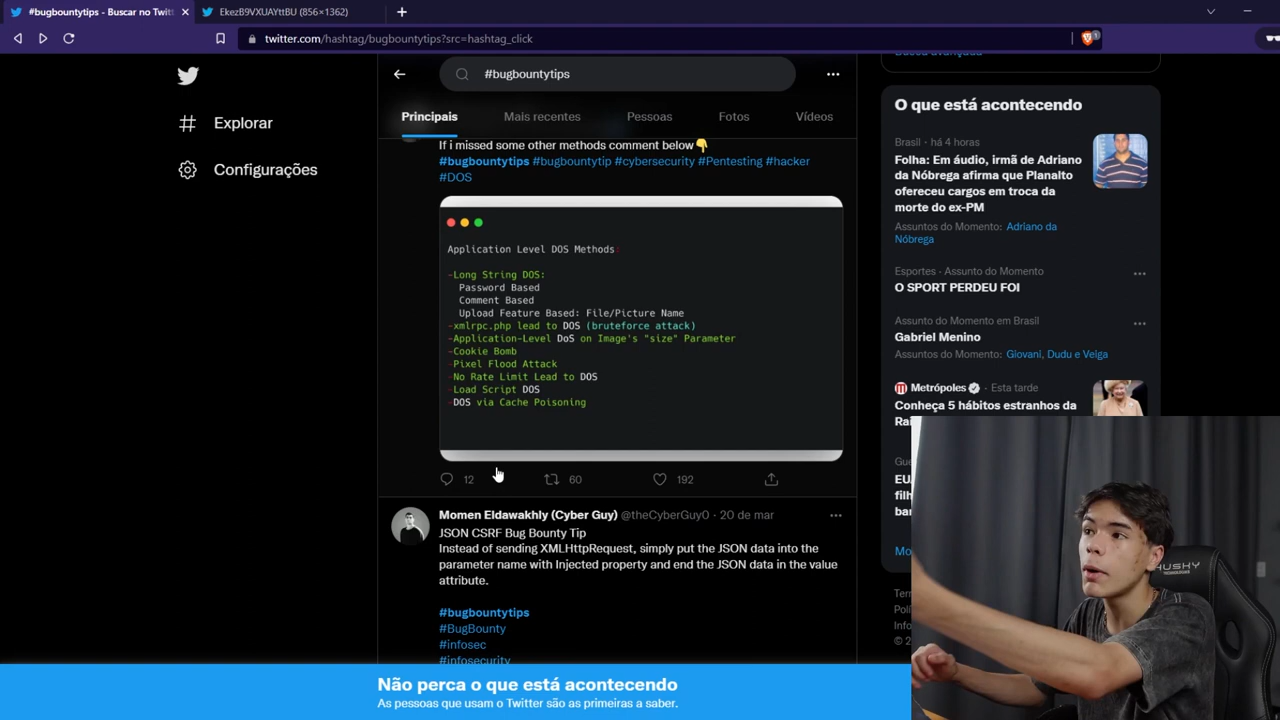 #bugbountytips - Buscar no Twit
EkezB9VXUAYttBU (856×1362)
twitter.com/hashtag/bugbountytips?src=hashtag_click
1
Explorar
Configurações
#bugbountytips
Principais
Mais recentes
Pessoas
Fotos
Vídeos
If i missed some other methods comment below👇
#bugbountytips #bugbountytip #cybersecurity #Pentesting #hacker
#DOS
Application Level DOS Methods:
-Long String DOS:
Password Based
Comment Based
Upload Feature Based: File/Picture Name
-xmlrpc.php lead to DOS (bruteforce attack)
-Application-Level DoS on Image's "size" Parameter
-Cookie Bomb
-Pixel Flood Attack
-No Rate Limit Lead to DOS
-Load Script DOS
-DOS via Cache Poisoning
12
60
192
Momen Eldawakhly (Cyber Guy) @theCyberGuy0 · 20 de mar
JSON CSRF Bug Bounty Tip
Instead of sending XMLHttpRequest, simply put the JSON data into the
parameter name with Injected property and end the JSON data in the value
attribute.
#bugbountytips
#BugBounty
#infosec
#infosecurity
O que está acontecendo
Brasil · há 4 horas
Folha: Em áudio, irmã de Adriano
da Nóbrega afirma que Planalto
ofereceu cargos em troca da
morte do ex-PM
Assuntos do Momento: Adriano da
Nóbrega
Esportes · Assunto do Momento
O SPORT PERDEU FOI
Assunto do Momento em Brasil
Gabriel Menino
Assuntos do Momento: Giovani, Dudu e Veiga
Metrópoles · Esta tarde
Conheça 5 hábitos estranhos da
HUSKY
TECHNOLOGIES
Não perca o que está acontecendo
As pessoas que usam o Twitter são as primeiras a saber.